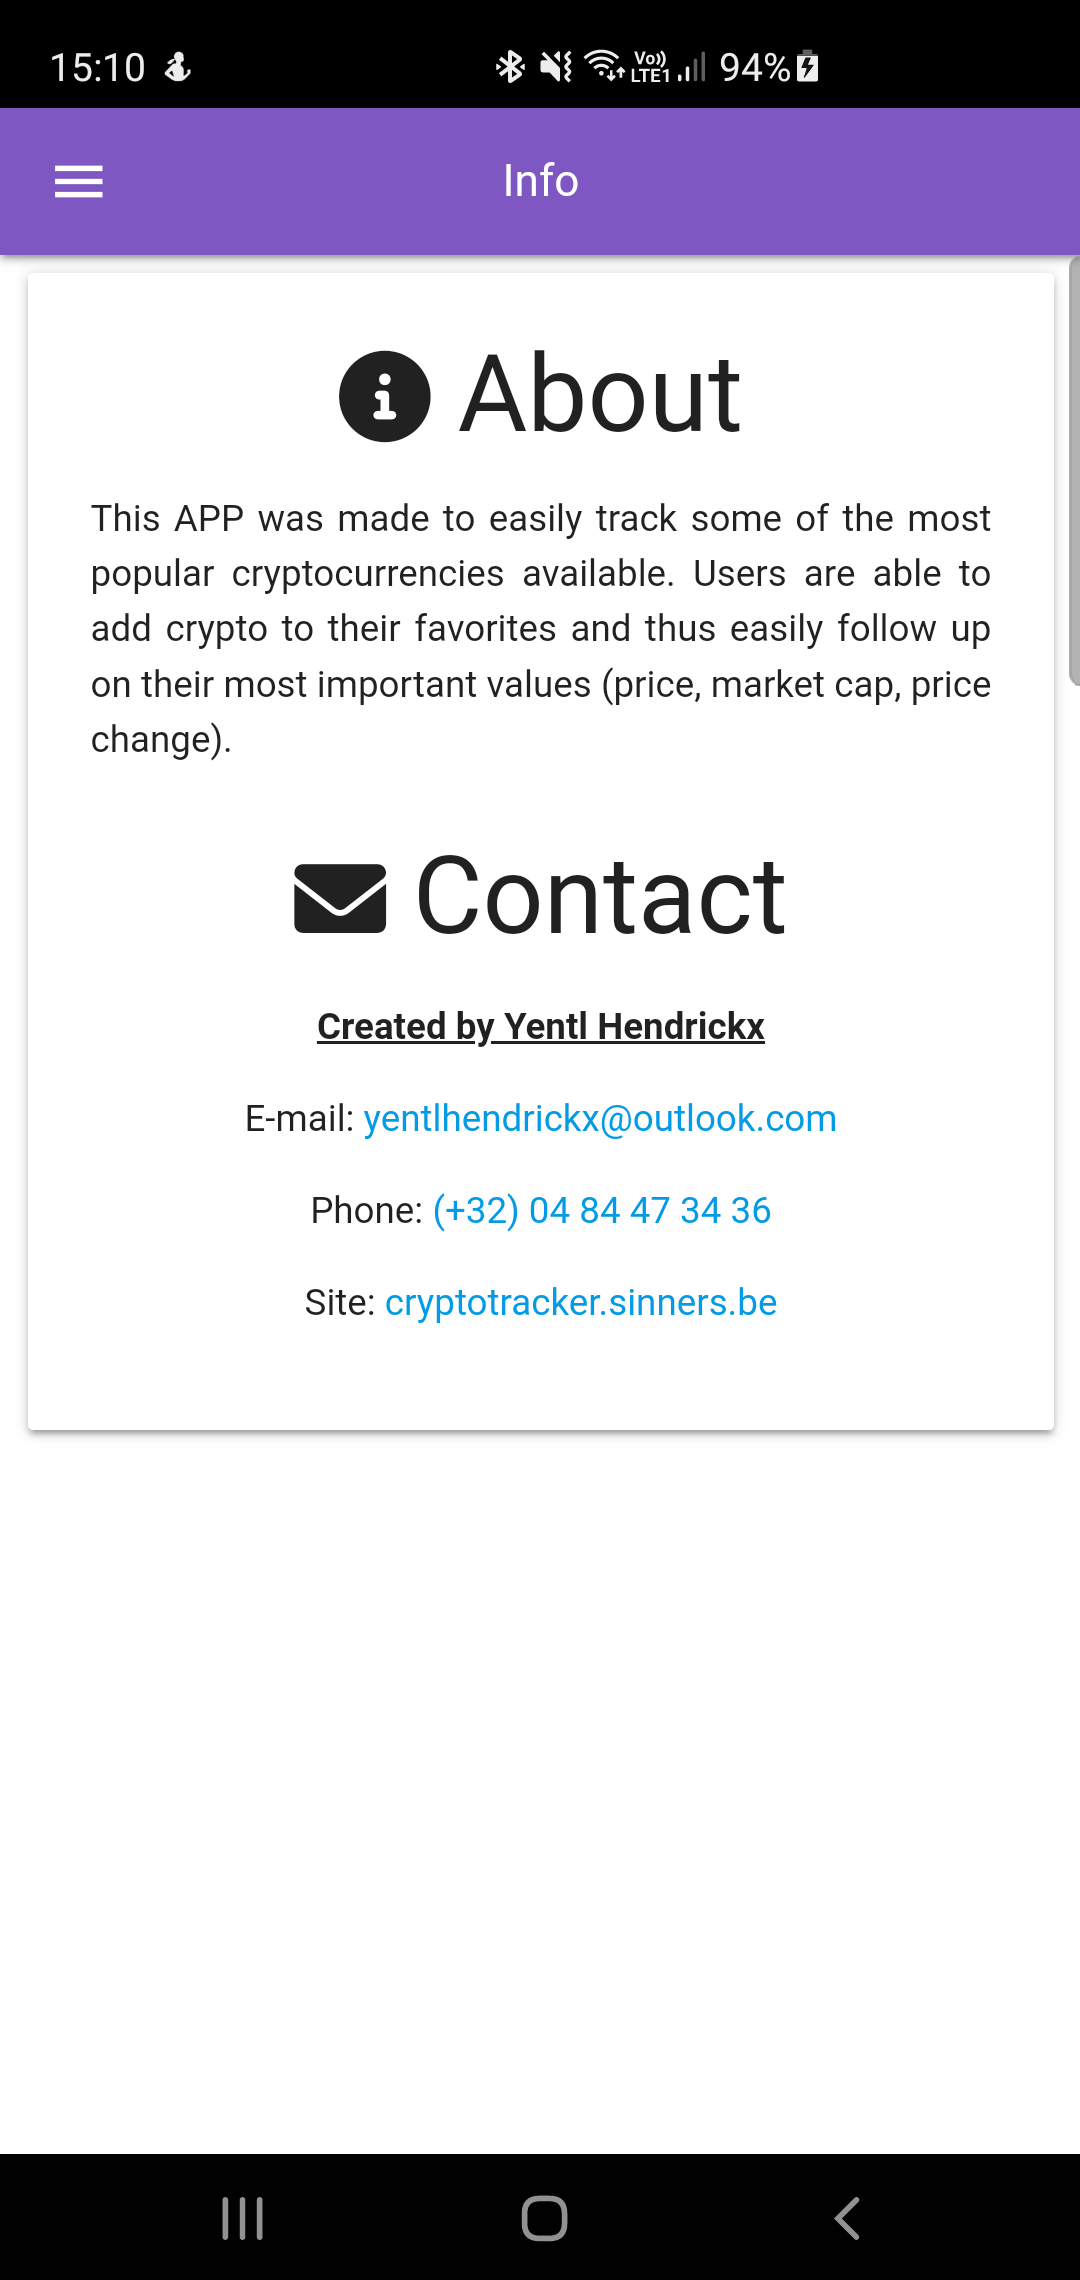 15:10
Vo))
LTE1
94%
Info
About
This APP was made to easily track some of the most
popular cryptocurrencies available. Users are able to
add crypto to their favorites and thus easily follow up
on their most important values (price, market cap, price
change).
Contact
Created by Yentl Hendrickx
E-mail: yentlhendrickx@outlook.com
Phone: (+32) 04 84 47 34 36
Site: cryptotracker.sinners.be